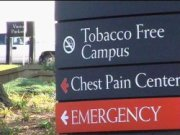 Tobacco Free
Campus
Chest Pain Center
EMERGENCY